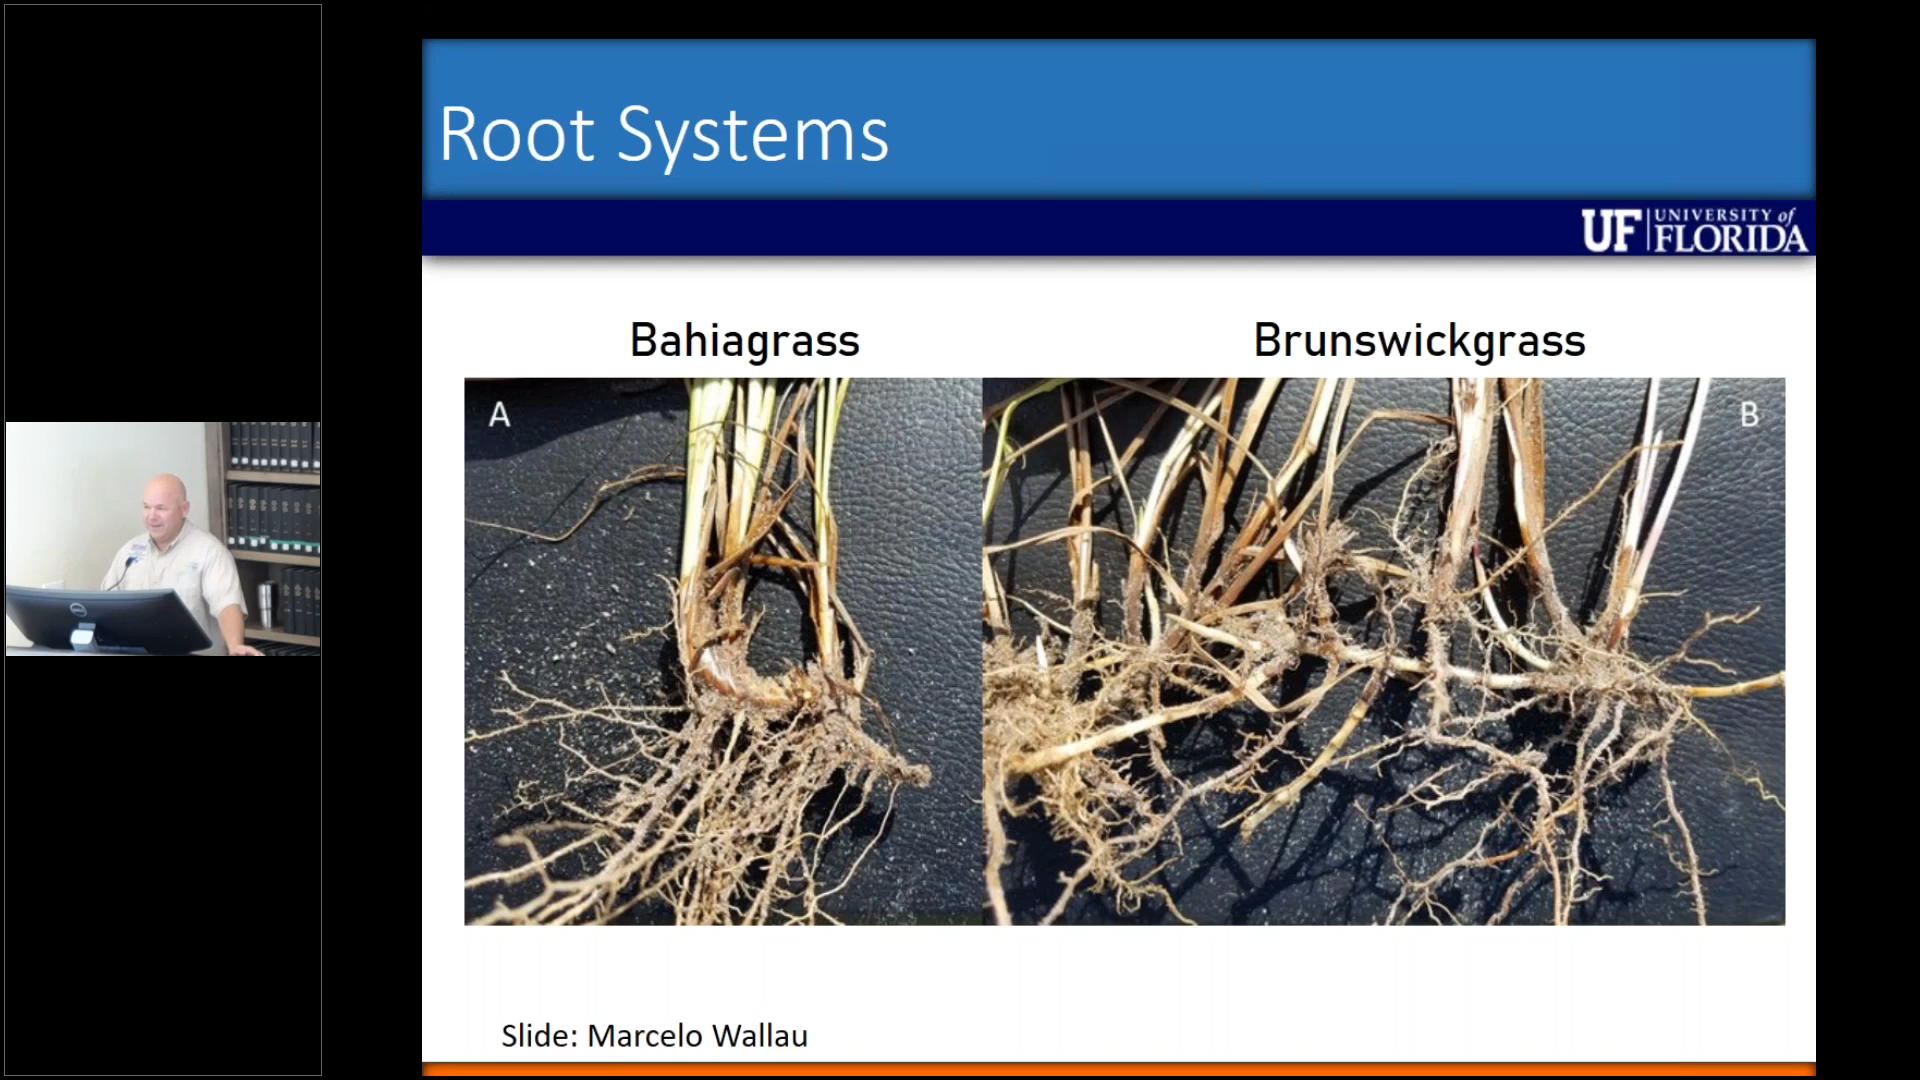 Root Systems
UF UNIVERSITY of
FLORIDA
Bahiagrass
Brunswickgrass
A
B
Slide: Marcelo Wallau